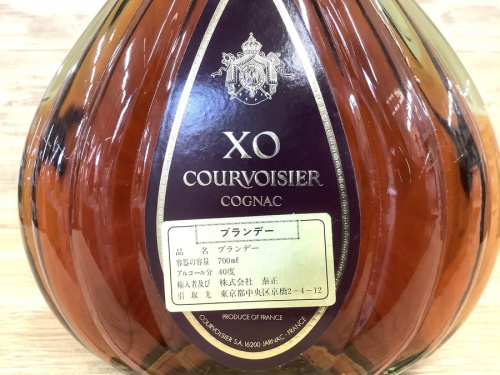 XO
COURVOISIER
COGNAC
ブランデー
品名 ブランデー
容器の容量 700ml
アルコール分 40度
輸入者及び 株式会社 泰正
引取先 東京都中央区京橋2-4-12
PRODUCE OF FRANCE
COURVOISIER S.A. 16200 JARNAC - FRANCE